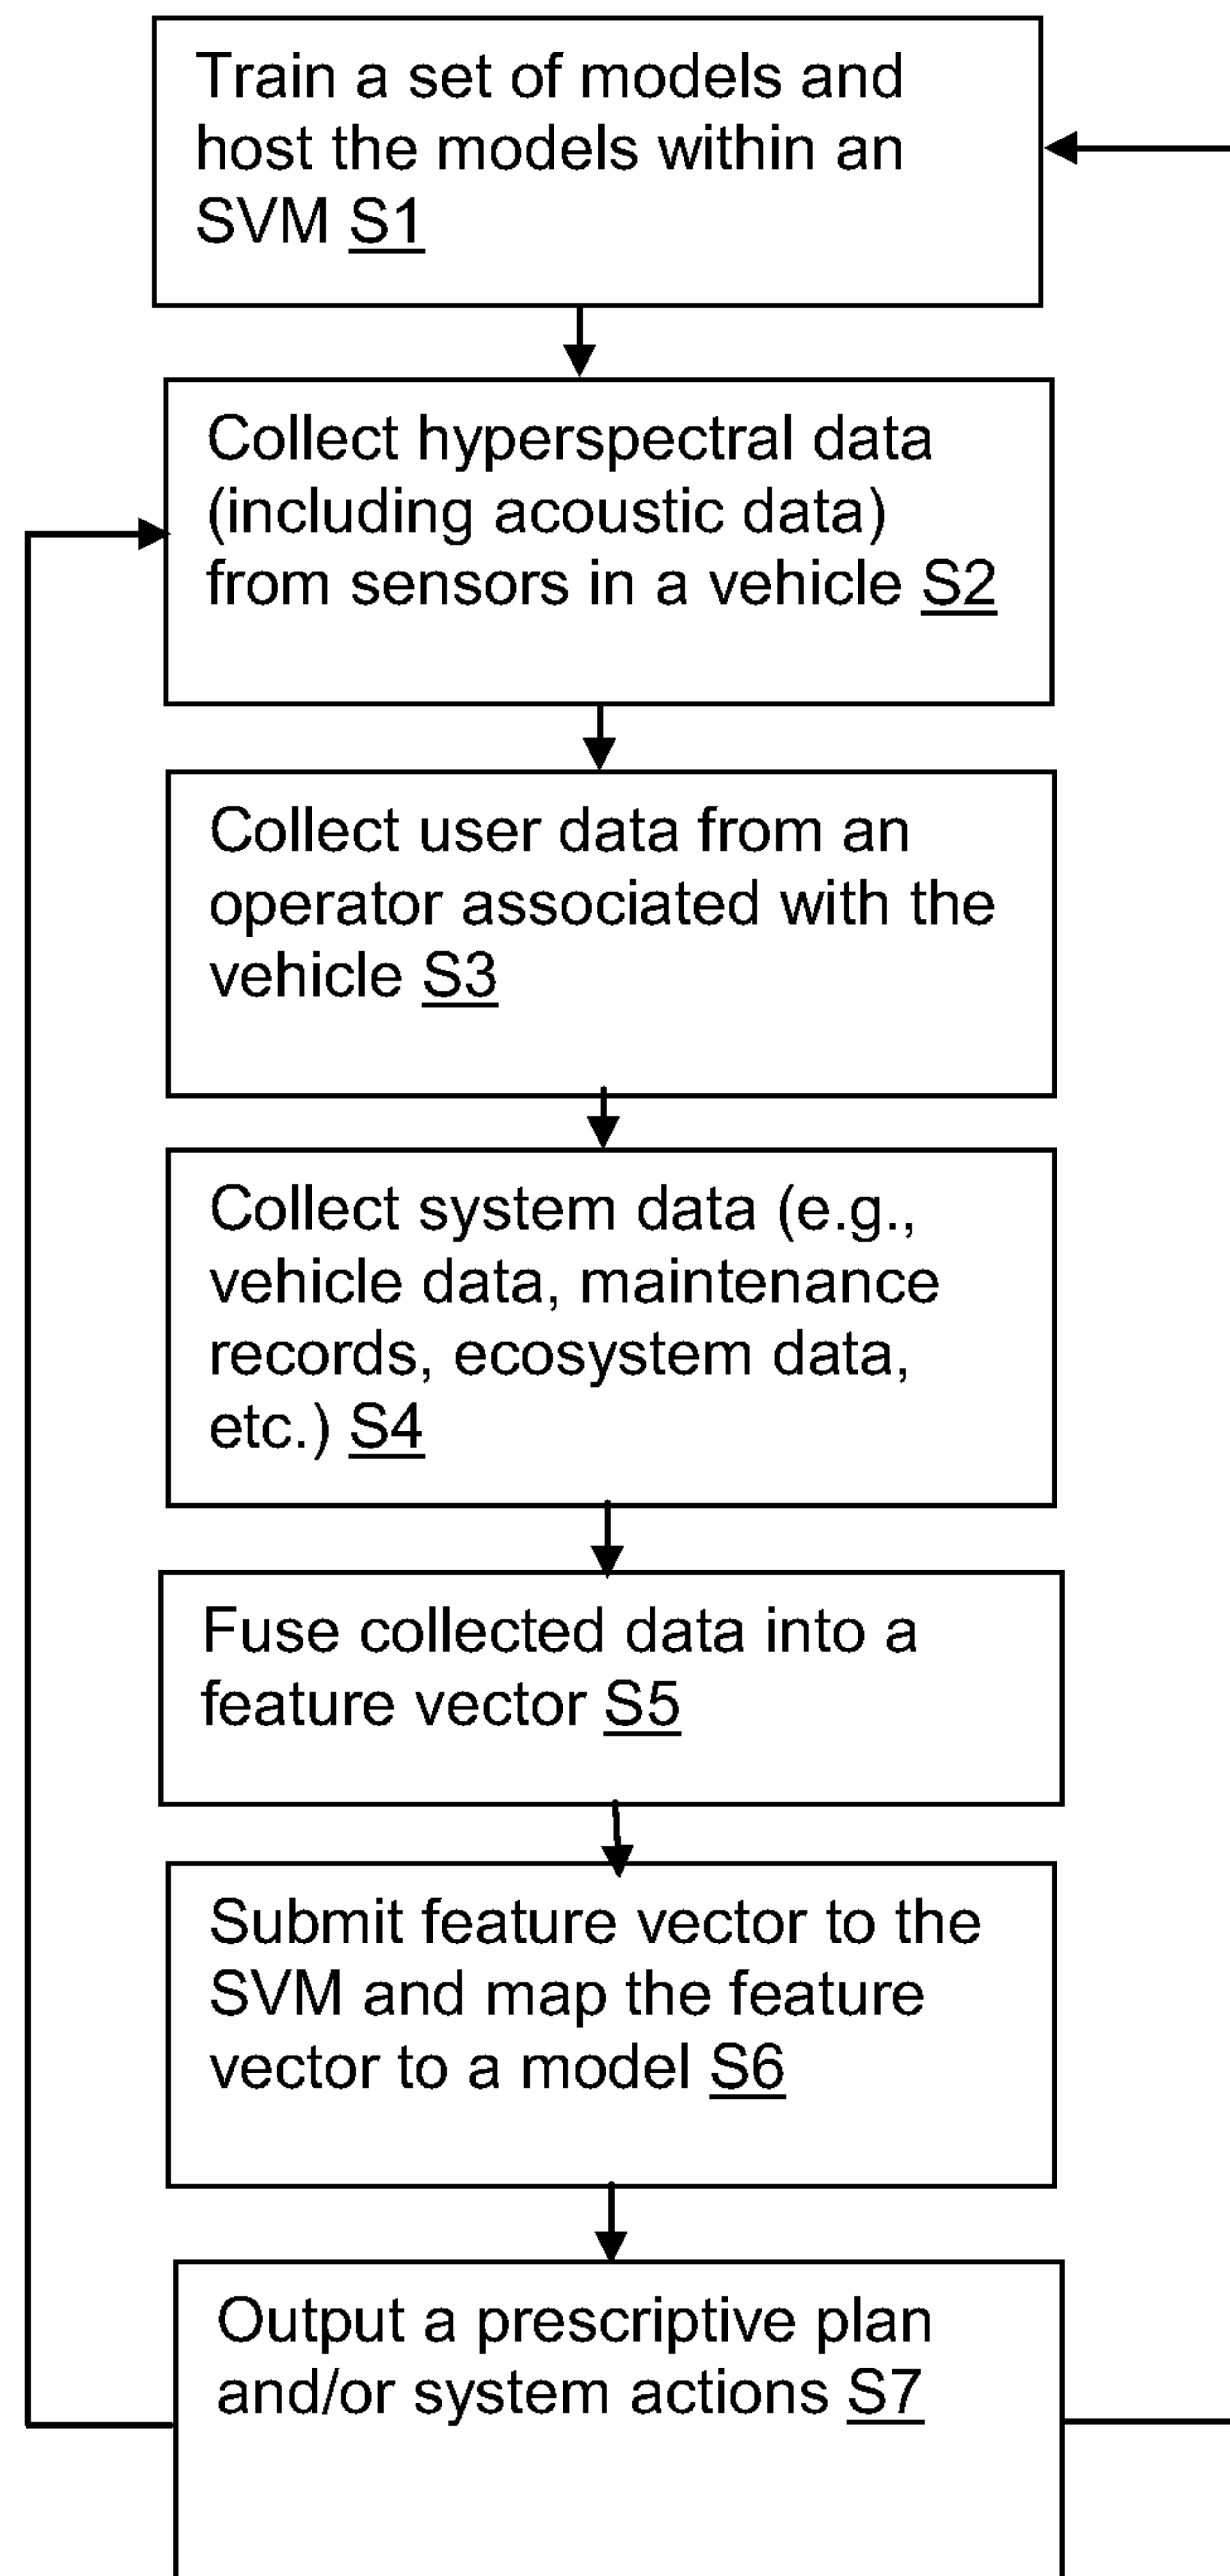 Train a set of models and
host the models within an
SVM S1
Collect hyperspectral data
(including acoustic data)
from sensors in a vehicle S2
Collect user data from an
operator associated with the
vehicle S3
Collect system data (e.g.,
vehicle data, maintenance
records, ecosystem data,
etc.) S4
Fuse collected data into a
feature vector S5
Submit feature vector to the
SVM and map the feature
vector to a model S6
Output a prescriptive plan
and/or system actions S7